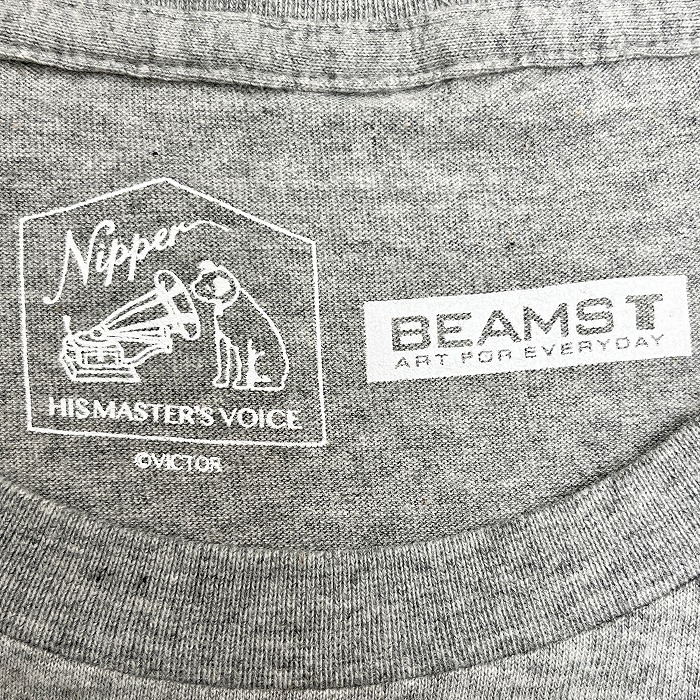 Nipper
HIS MASTER'S VOICE
©VICTOR
BEAMS T
ART FOR EVERYDAY